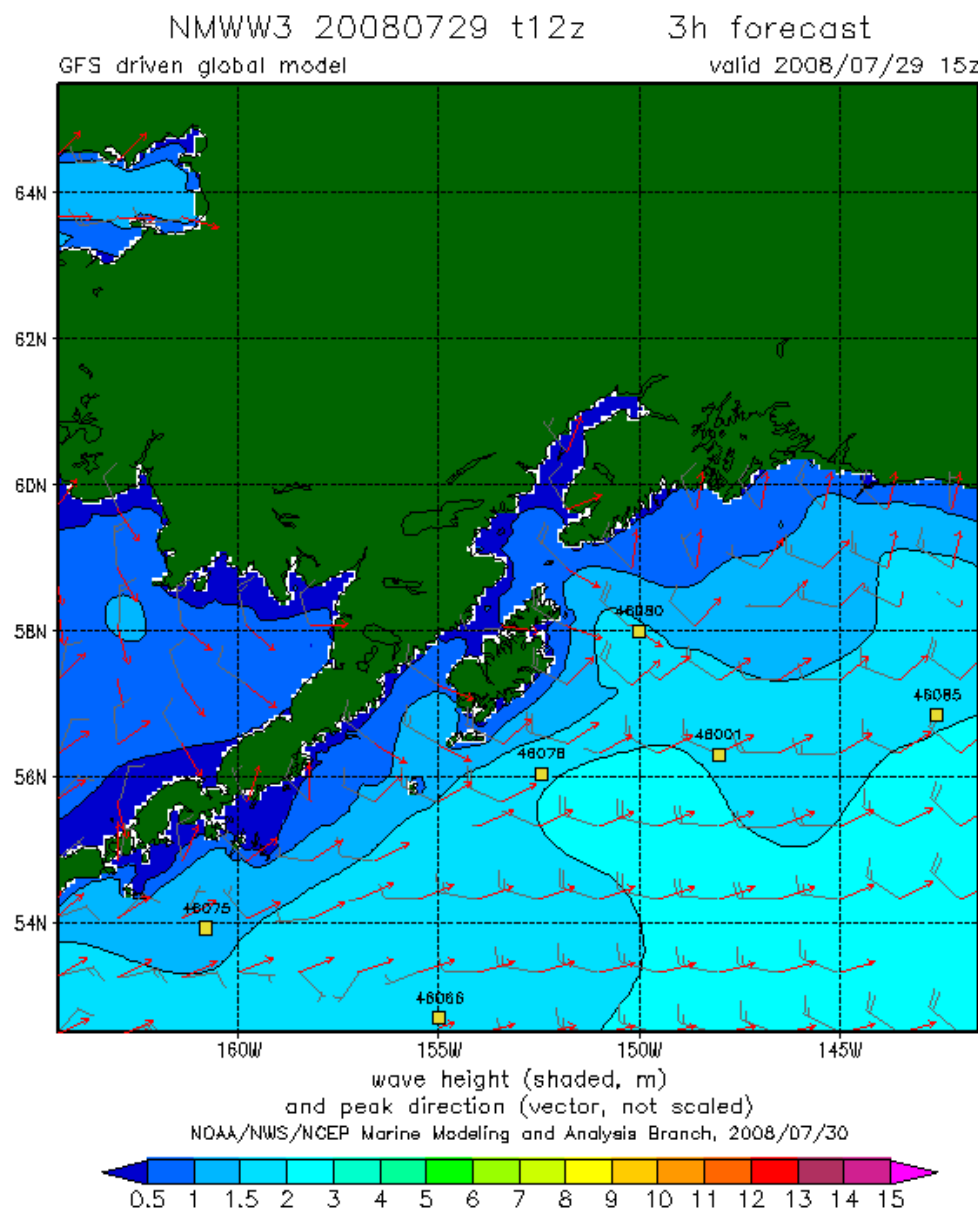 NMWW3 20080729 t12z 3h forecast
GFS driven global model valid 2008/07/29 15z
64N
62N
60N
58N
56N
54N
46080
46085
46001
46078
46075
46066
160W 155W 150W 145W
wave height (shaded, m)
and peak direction (vector, not scaled)
NOAA/NWS/NCEP Marine Modeling and Analysis Branch, 2008/07/30
0.5 1 1.5 2 3 4 5 6 7 8 9 10 11 12 13 14 15